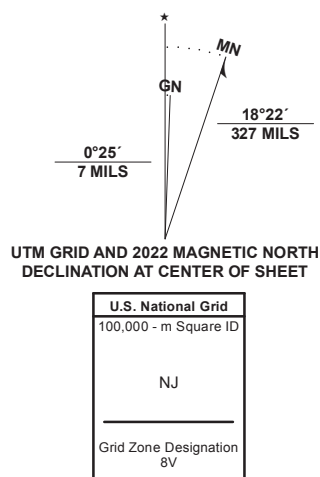 ★
MN
GN
18°22´
327 MILS
0°25´
7 MILS
UTM GRID AND 2022 MAGNETIC NORTH
DECLINATION AT CENTER OF SHEET
U.S. National Grid
100,000 - m Square ID
NJ
Grid Zone Designation
8V